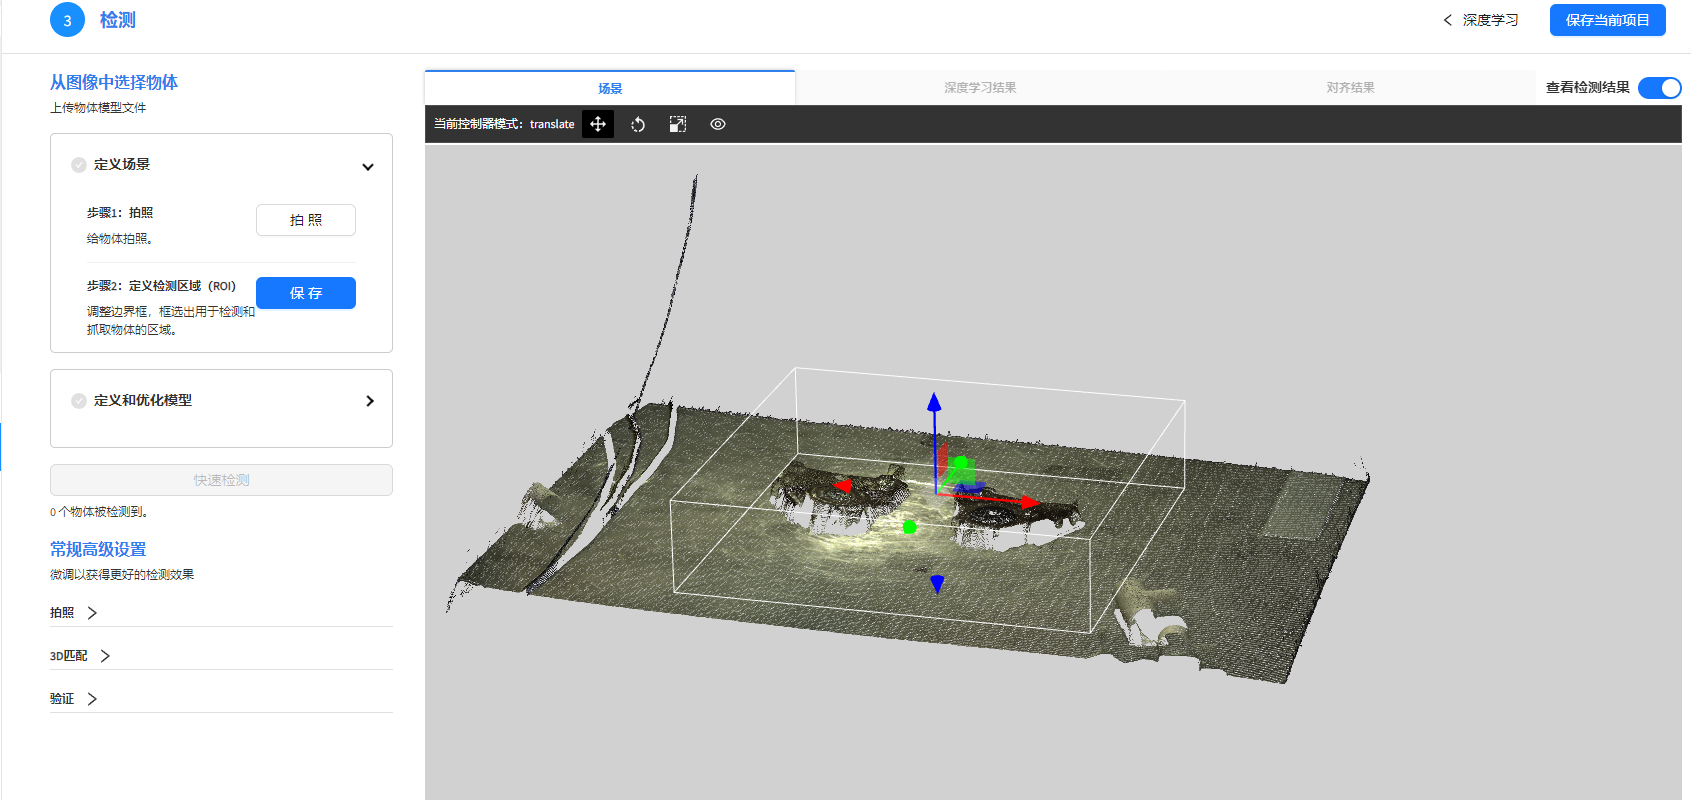 3 检测
深度学习
保存当前项目
从图像中选择物体
上传物体模型文件
定义场景
步骤1：拍照
给物体拍照。
拍 照
步骤2：定义检测区域（ROI）
调整边界框，框选出用于检测和
抓取物体的区域。
保 存
定义和优化模型
快速检测
0 个物体被检测到。
常规高级设置
微调以获得更好的检测效果
拍照
3D匹配
验证
场景
深度学习结果
对齐结果
查看检测结果
当前控制器模式：translate